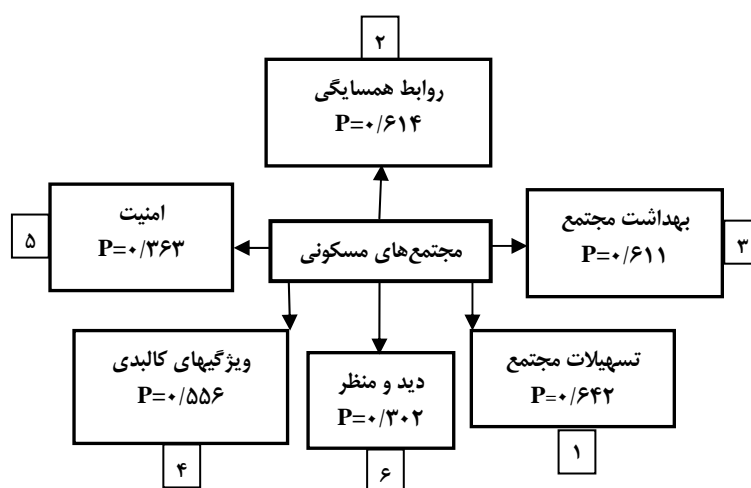 ۲
روابط همسایگی
P=۰/۶۱۴
امنیت
P=۰/۳۶۳
۵
مجتمع‌های مسکونی
بهداشت مجتمع
P=۰/۶۱۱
۳
ویژگیهای کالبدی
P=۰/۵۵۶
۴
دید و منظر
P=۰/۳۰۲
۶
تسهیلات مجتمع
P=۰/۶۴۲
۱